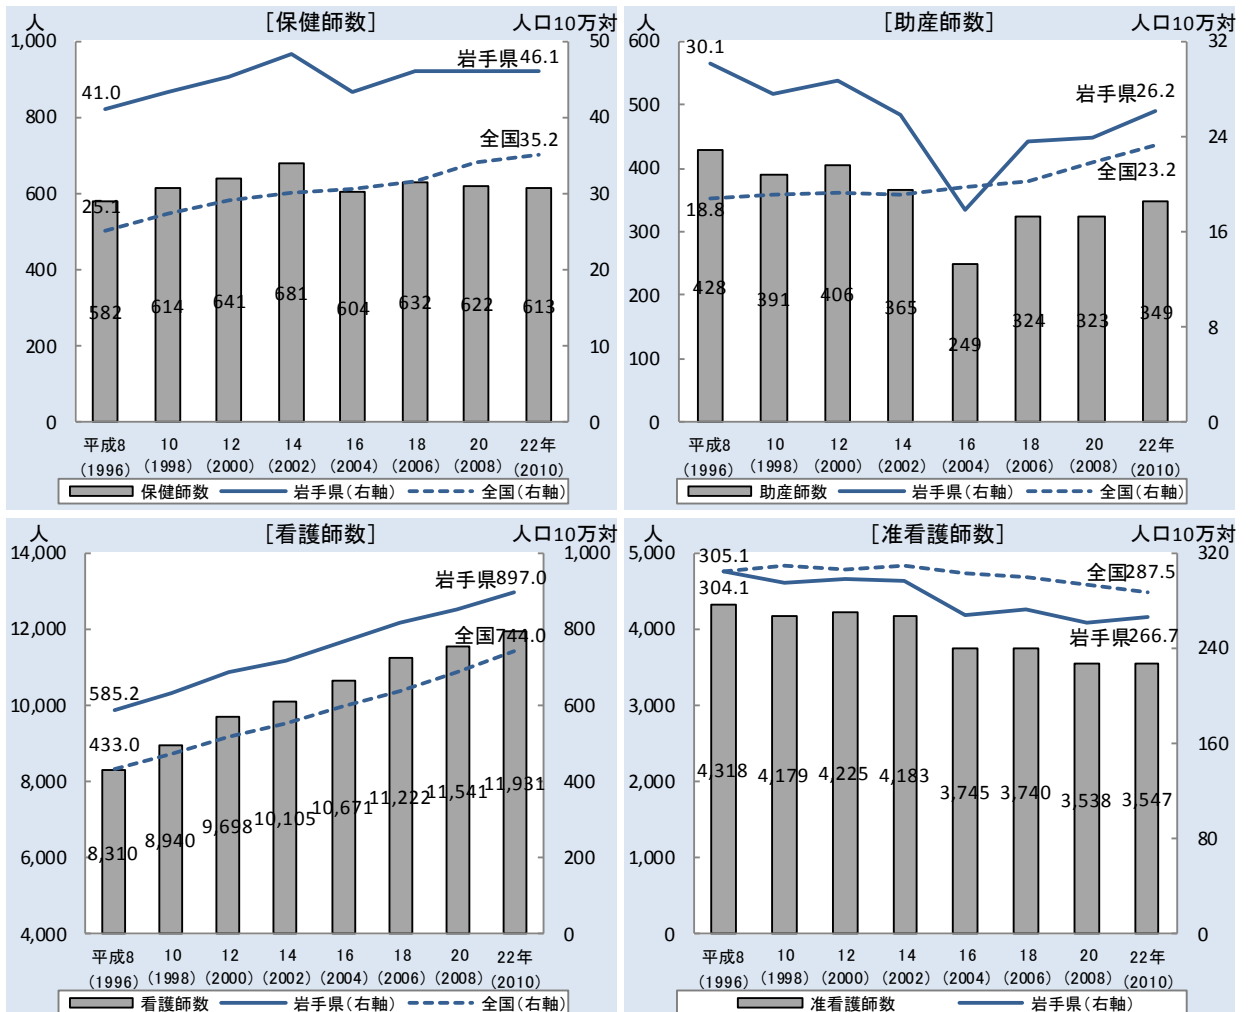 人 ［保健師数］ 人口10万対
1,000
800
600
400
200
0
50
40
30
20
10
0
41.0
岩手県46.1
全国35.2
25.1
582 614 641 681 604 632 622 613
平成8 10 12 14 16 18 20 22年
（1996） （1998） （2000） （2002） （2004） （2006） （2008） （2010）
保健師数 岩手県（右軸） 全国（右軸）
人 ［助産師数］ 人口10万対
600
500
400
300
200
100
0
32
24
16
8
0
30.1
岩手県26.2
全国23.2
18.8
428 391 406 365 249 324 323 349
平成8 10 12 14 16 18 20 22年
（1996） （1998） （2000） （2002） （2004） （2006） （2008） （2010）
助産師数 岩手県（右軸） 全国（右軸）
人 ［看護師数］ 人口10万対
14,000
12,000
10,000
8,000
6,000
4,000
1,000
800
600
400
200
0
岩手県897.0
全国744.0
585.2
433.0
8,310 8,940 9,698 10,105 10,671 11,222 11,541 11,931
平成8 10 12 14 16 18 20 22年
（1996） （1998） （2000） （2002） （2004） （2006） （2008） （2010）
看護師数 岩手県（右軸） 全国（右軸）
人 ［准看護師数］ 人口10万対
5,000
4,000
3,000
2,000
1,000
0
320
240
160
80
0
305.1
304.1
全国287.5
岩手県266.7
4,318 4,179 4,225 4,183 3,745 3,740 3,538 3,547
平成8 10 12 14 16 18 20 22年
（1996） （1998） （2000） （2002） （2004） （2006） （2008） （2010）
准看護師数 岩手県（右軸）